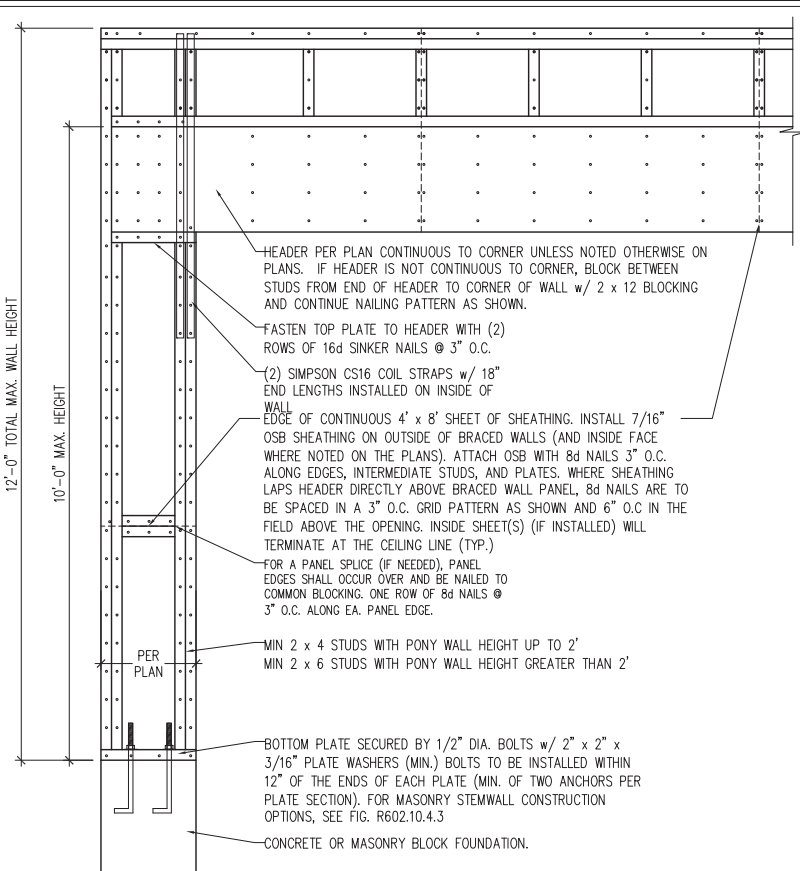 12'-0" TOTAL MAX. WALL HEIGHT
10'-0" MAX. HEIGHT
HEADER PER PLAN CONTINUOUS TO CORNER UNLESS NOTED OTHERWISE ON
PLANS. IF HEADER IS NOT CONTINUOUS TO CORNER, BLOCK BETWEEN
STUDS FROM END OF HEADER TO CORNER OF WALL w/ 2 x 12 BLOCKING
AND CONTINUE NAILING PATTERN AS SHOWN.
FASTEN TOP PLATE TO HEADER WITH (2)
ROWS OF 16d SINKER NAILS @ 3" O.C.
(2) SIMPSON CS16 COIL STRAPS w/ 18"
END LENGTHS INSTALLED ON INSIDE OF
WALL
EDGE OF CONTINUOUS 4' x 8' SHEET OF SHEATHING. INSTALL 7/16"
OSB SHEATHING ON OUTSIDE OF BRACED WALLS (AND INSIDE FACE
WHERE NOTED ON THE PLANS). ATTACH OSB WITH 8d NAILS 3" O.C.
ALONG EDGES, INTERMEDIATE STUDS, AND PLATES. WHERE SHEATHING
LAPS HEADER DIRECTLY ABOVE BRACED WALL PANEL, 8d NAILS ARE TO
BE SPACED IN A 3" O.C. GRID PATTERN AS SHOWN AND 6" O.C IN THE
FIELD ABOVE THE OPENING. INSIDE SHEET(S) (IF INSTALLED) WILL
TERMINATE AT THE CEILING LINE (TYP.)
FOR A PANEL SPLICE (IF NEEDED), PANEL
EDGES SHALL OCCUR OVER AND BE NAILED TO
COMMON BLOCKING. ONE ROW OF 8d NAILS @
3" O.C. ALONG EA. PANEL EDGE.
MIN 2 x 4 STUDS WITH PONY WALL HEIGHT UP TO 2'
MIN 2 x 6 STUDS WITH PONY WALL HEIGHT GREATER THAN 2'
PER
PLAN
BOTTOM PLATE SECURED BY 1/2" DIA. BOLTS w/ 2" x 2" x
3/16" PLATE WASHERS (MIN.) BOLTS TO BE INSTALLED WITHIN
12" OF THE ENDS OF EACH PLATE (MIN. OF TWO ANCHORS PER
PLATE SECTION). FOR MASONRY STEMWALL CONSTRUCTION
OPTIONS, SEE FIG. R602.10.4.3
CONCRETE OR MASONRY BLOCK FOUNDATION.